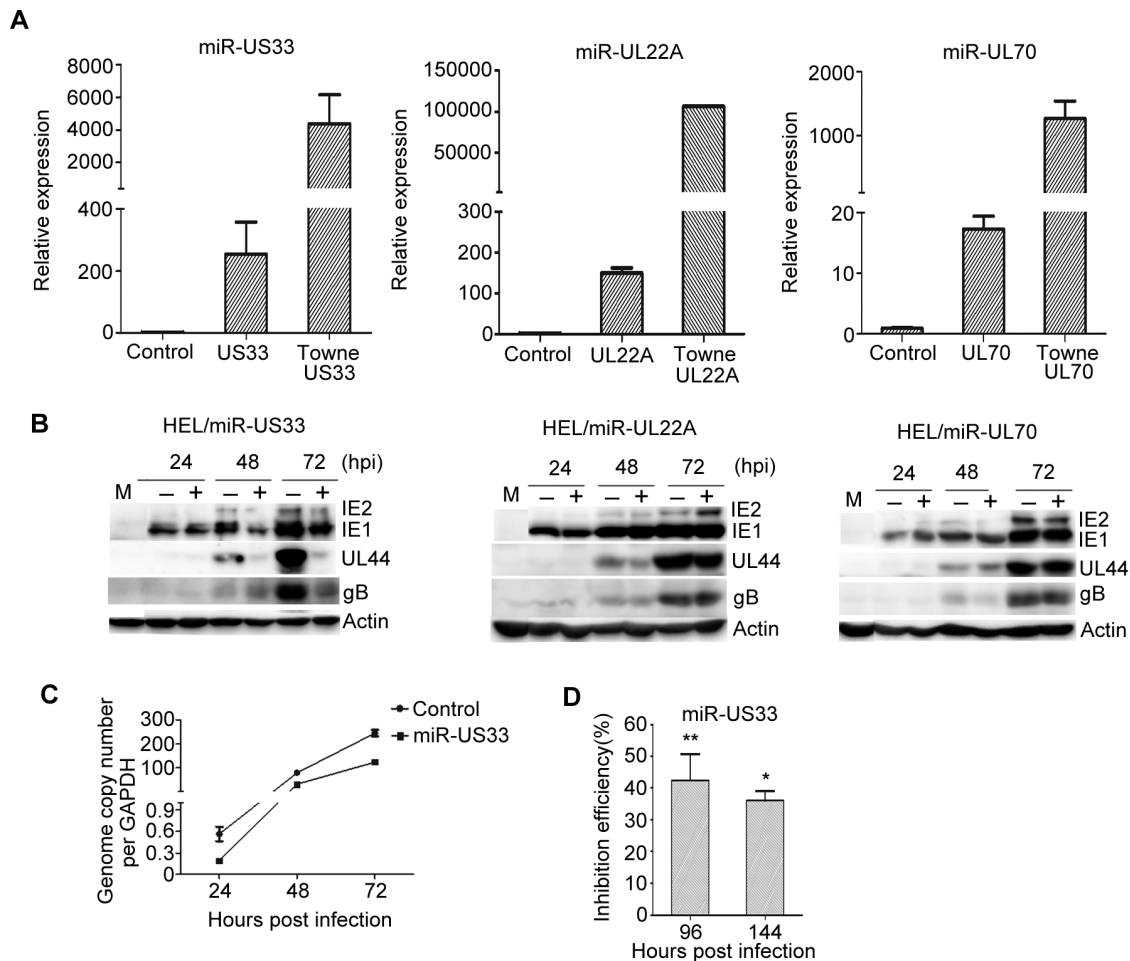 A
miR-US33
Relative expression
8000
6000
4000
2000
400
200
0
Control
US33
Towne
US33
miR-UL22A
Relative expression
150000
100000
50000
300
200
100
0
Control
UL22A
Towne
UL22A
miR-UL70
Relative expression
2000
1000
20
10
0
Control
UL70
Towne
UL70
B
HEL/miR-US33
24 48 72 (hpi)
M − + − + − +
IE2
IE1
UL44
gB
Actin
HEL/miR-UL22A
24 48 72 (hpi)
M − + − + − +
IE2
IE1
UL44
gB
Actin
HEL/miR-UL70
24 48 72
M − + − + − +
IE2
IE1
UL44
gB
Actin
C
Genome copy number
per GAPDH
300
200
100
0.9
0.6
0.3
0
24 48 72
Hours post infection
Control
miR-US33
D
miR-US33
Inhibition efficiency(%)
60
50
40
30
20
10
0
**
*
96 144
Hours post infection